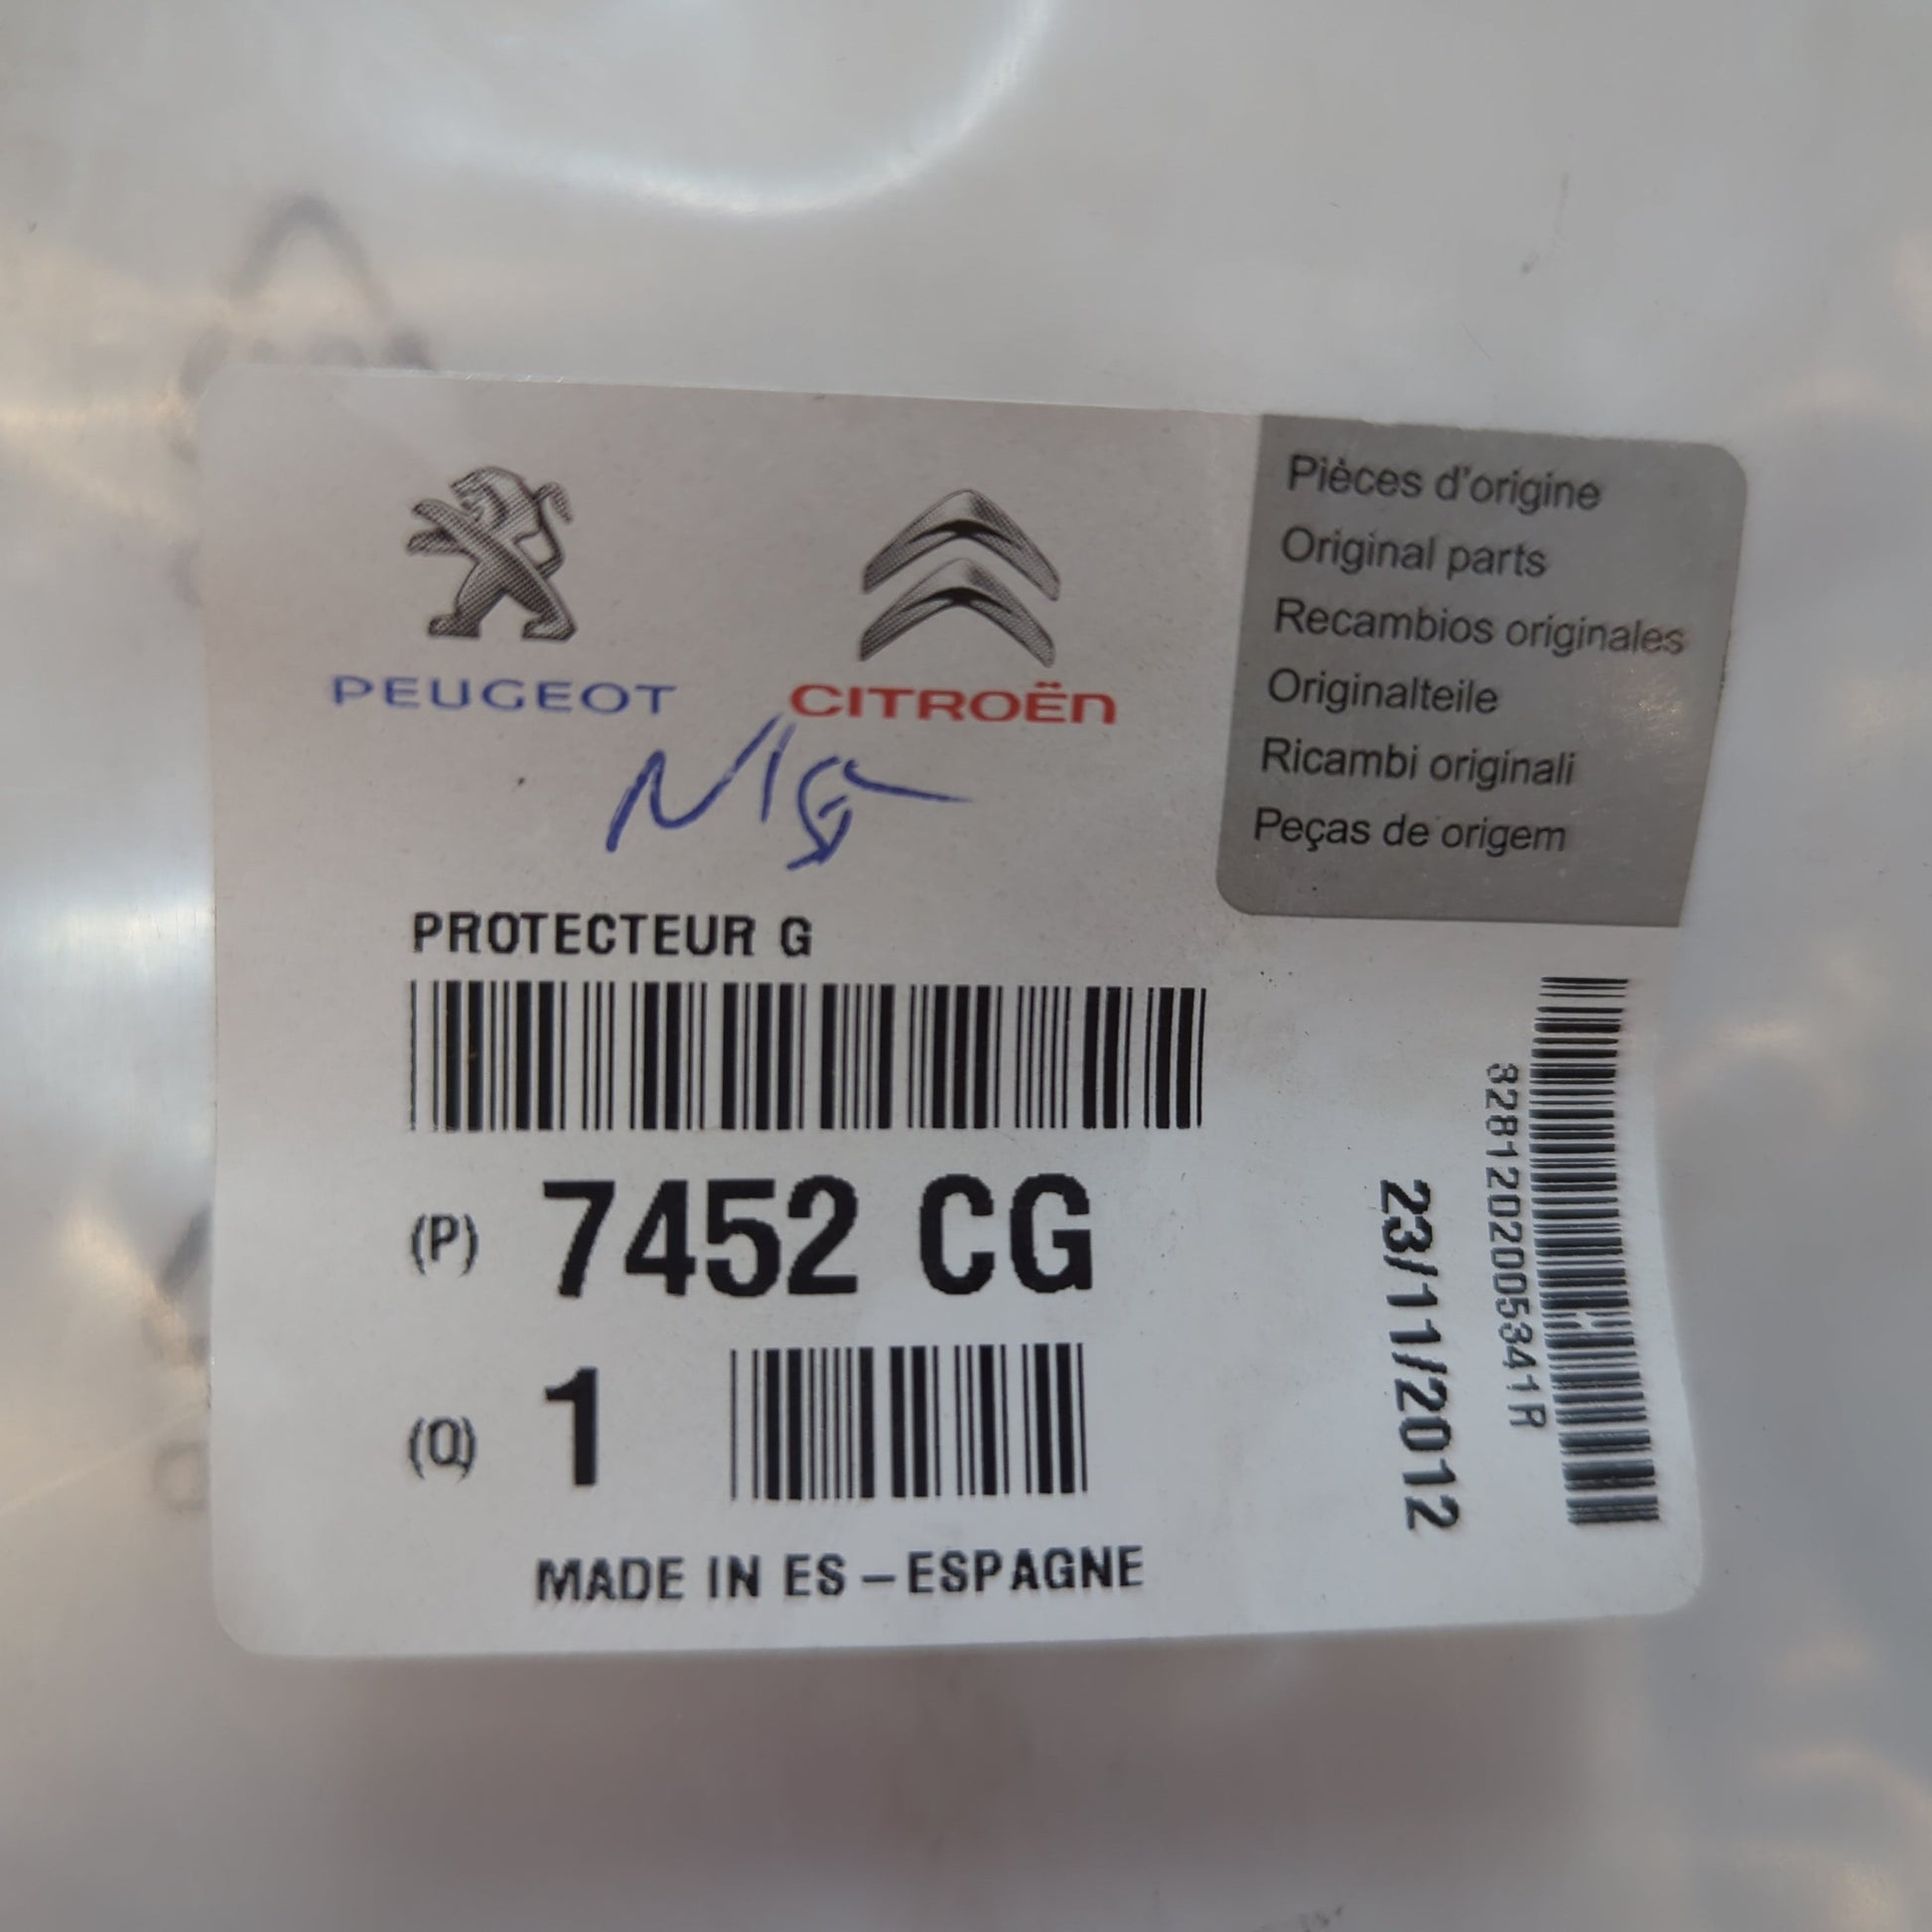 PEUGEOT
CITROËN
Pièces d'origine
Original parts
Recambios originales
Originalteile
Ricambi originali
Peças de origem
PROTECTEUR G
(P) 7452 CG
(Q) 1
MADE IN ES – ESPAGNE
23/11/2012
3281202005341R